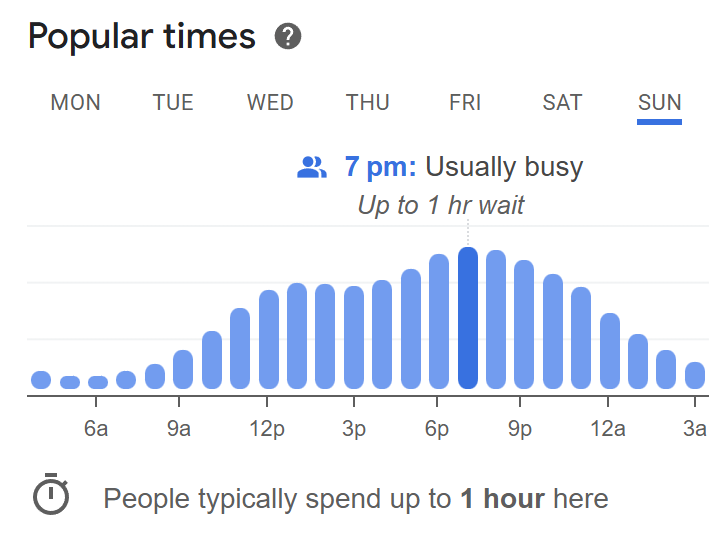 Popular times ?
MON TUE WED THU FRI SAT SUN
7 pm: Usually busy
Up to 1 hr wait
6a 9a 12p 3p 6p 9p 12a 3a
People typically spend up to 1 hour here